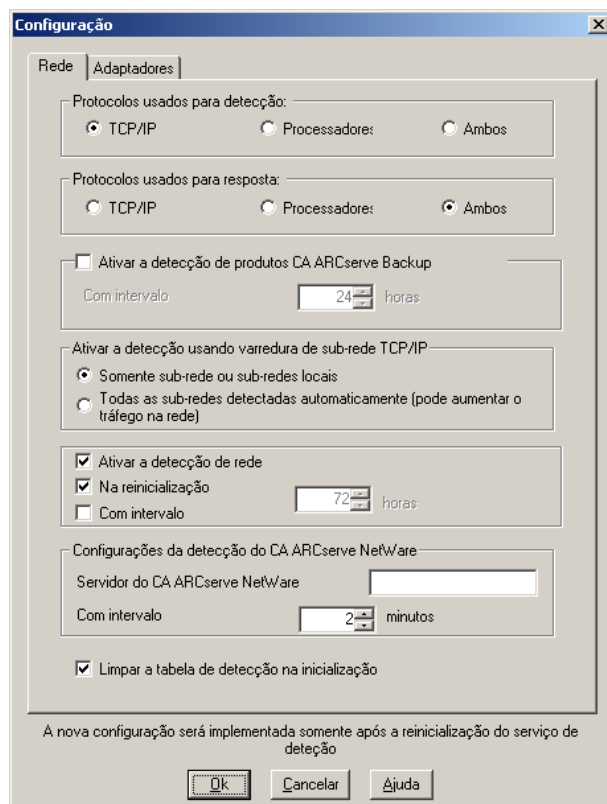 Configuração
Rede Adaptadores
Protocolos usados para detecção:
TCP/IP Processadores Ambos
Protocolos usados para resposta:
TCP/IP Processadores Ambos
Ativar a detecção de produtos CA ARCserve Backup
Com intervalo 24 horas
Ativar a detecção usando varredura de sub-rede TCP/IP
Somente sub-rede ou sub-redes locais
Todas as sub-redes detectadas automaticamente (pode aumentar o
tráfego na rede)
Ativar a detecção de rede
Na reinicialização
72 horas
Com intervalo
Configurações da detecção do CA ARCserve NetWare
Servidor do CA ARCserve NetWare
Com intervalo 2 minutos
Limpar a tabela de detecção na inicialização
A nova configuração será implementada somente após a reinicialização do serviço de
deteção
Ok Cancelar Ajuda